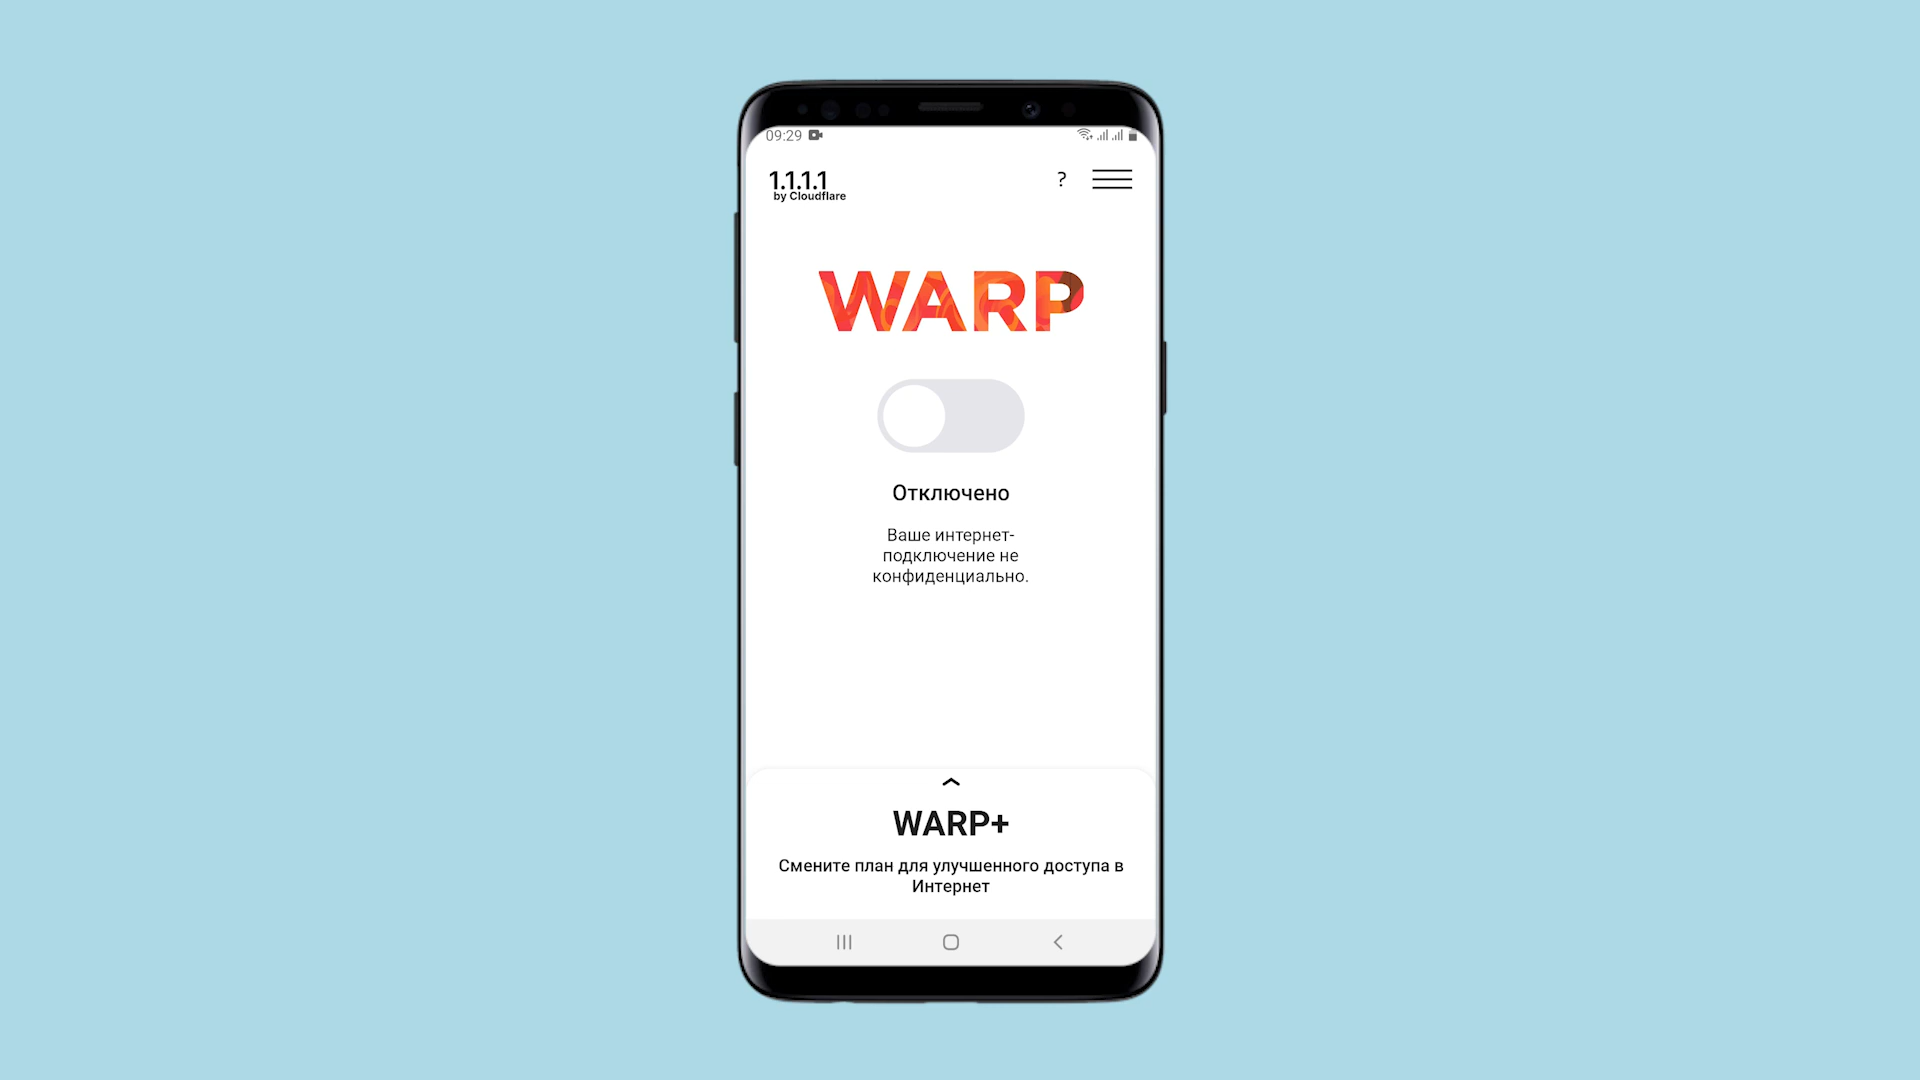 09:29
1.1.1.1
by Cloudflare
?
WARP
Отключено
Ваше интернет-
подключение не
конфиденциально.
WARP+
Смените план для улучшенного доступа в
Интернет